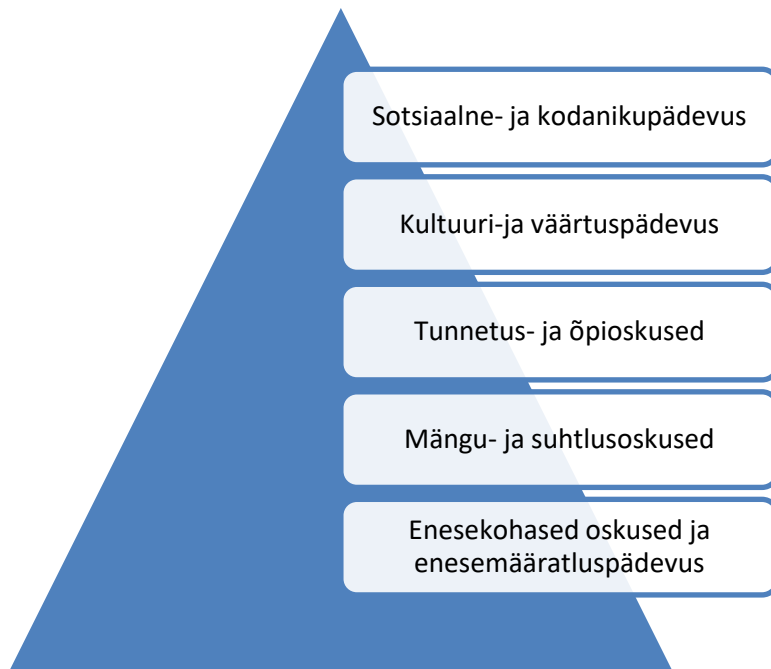 Sotsiaalne- ja kodanikupädevus
Kultuuri-ja väärtuspädevus
Tunnetus- ja õpioskused
Mängu- ja suhtlusoskused
Enesekohased oskused ja
enesemääratluspädevus